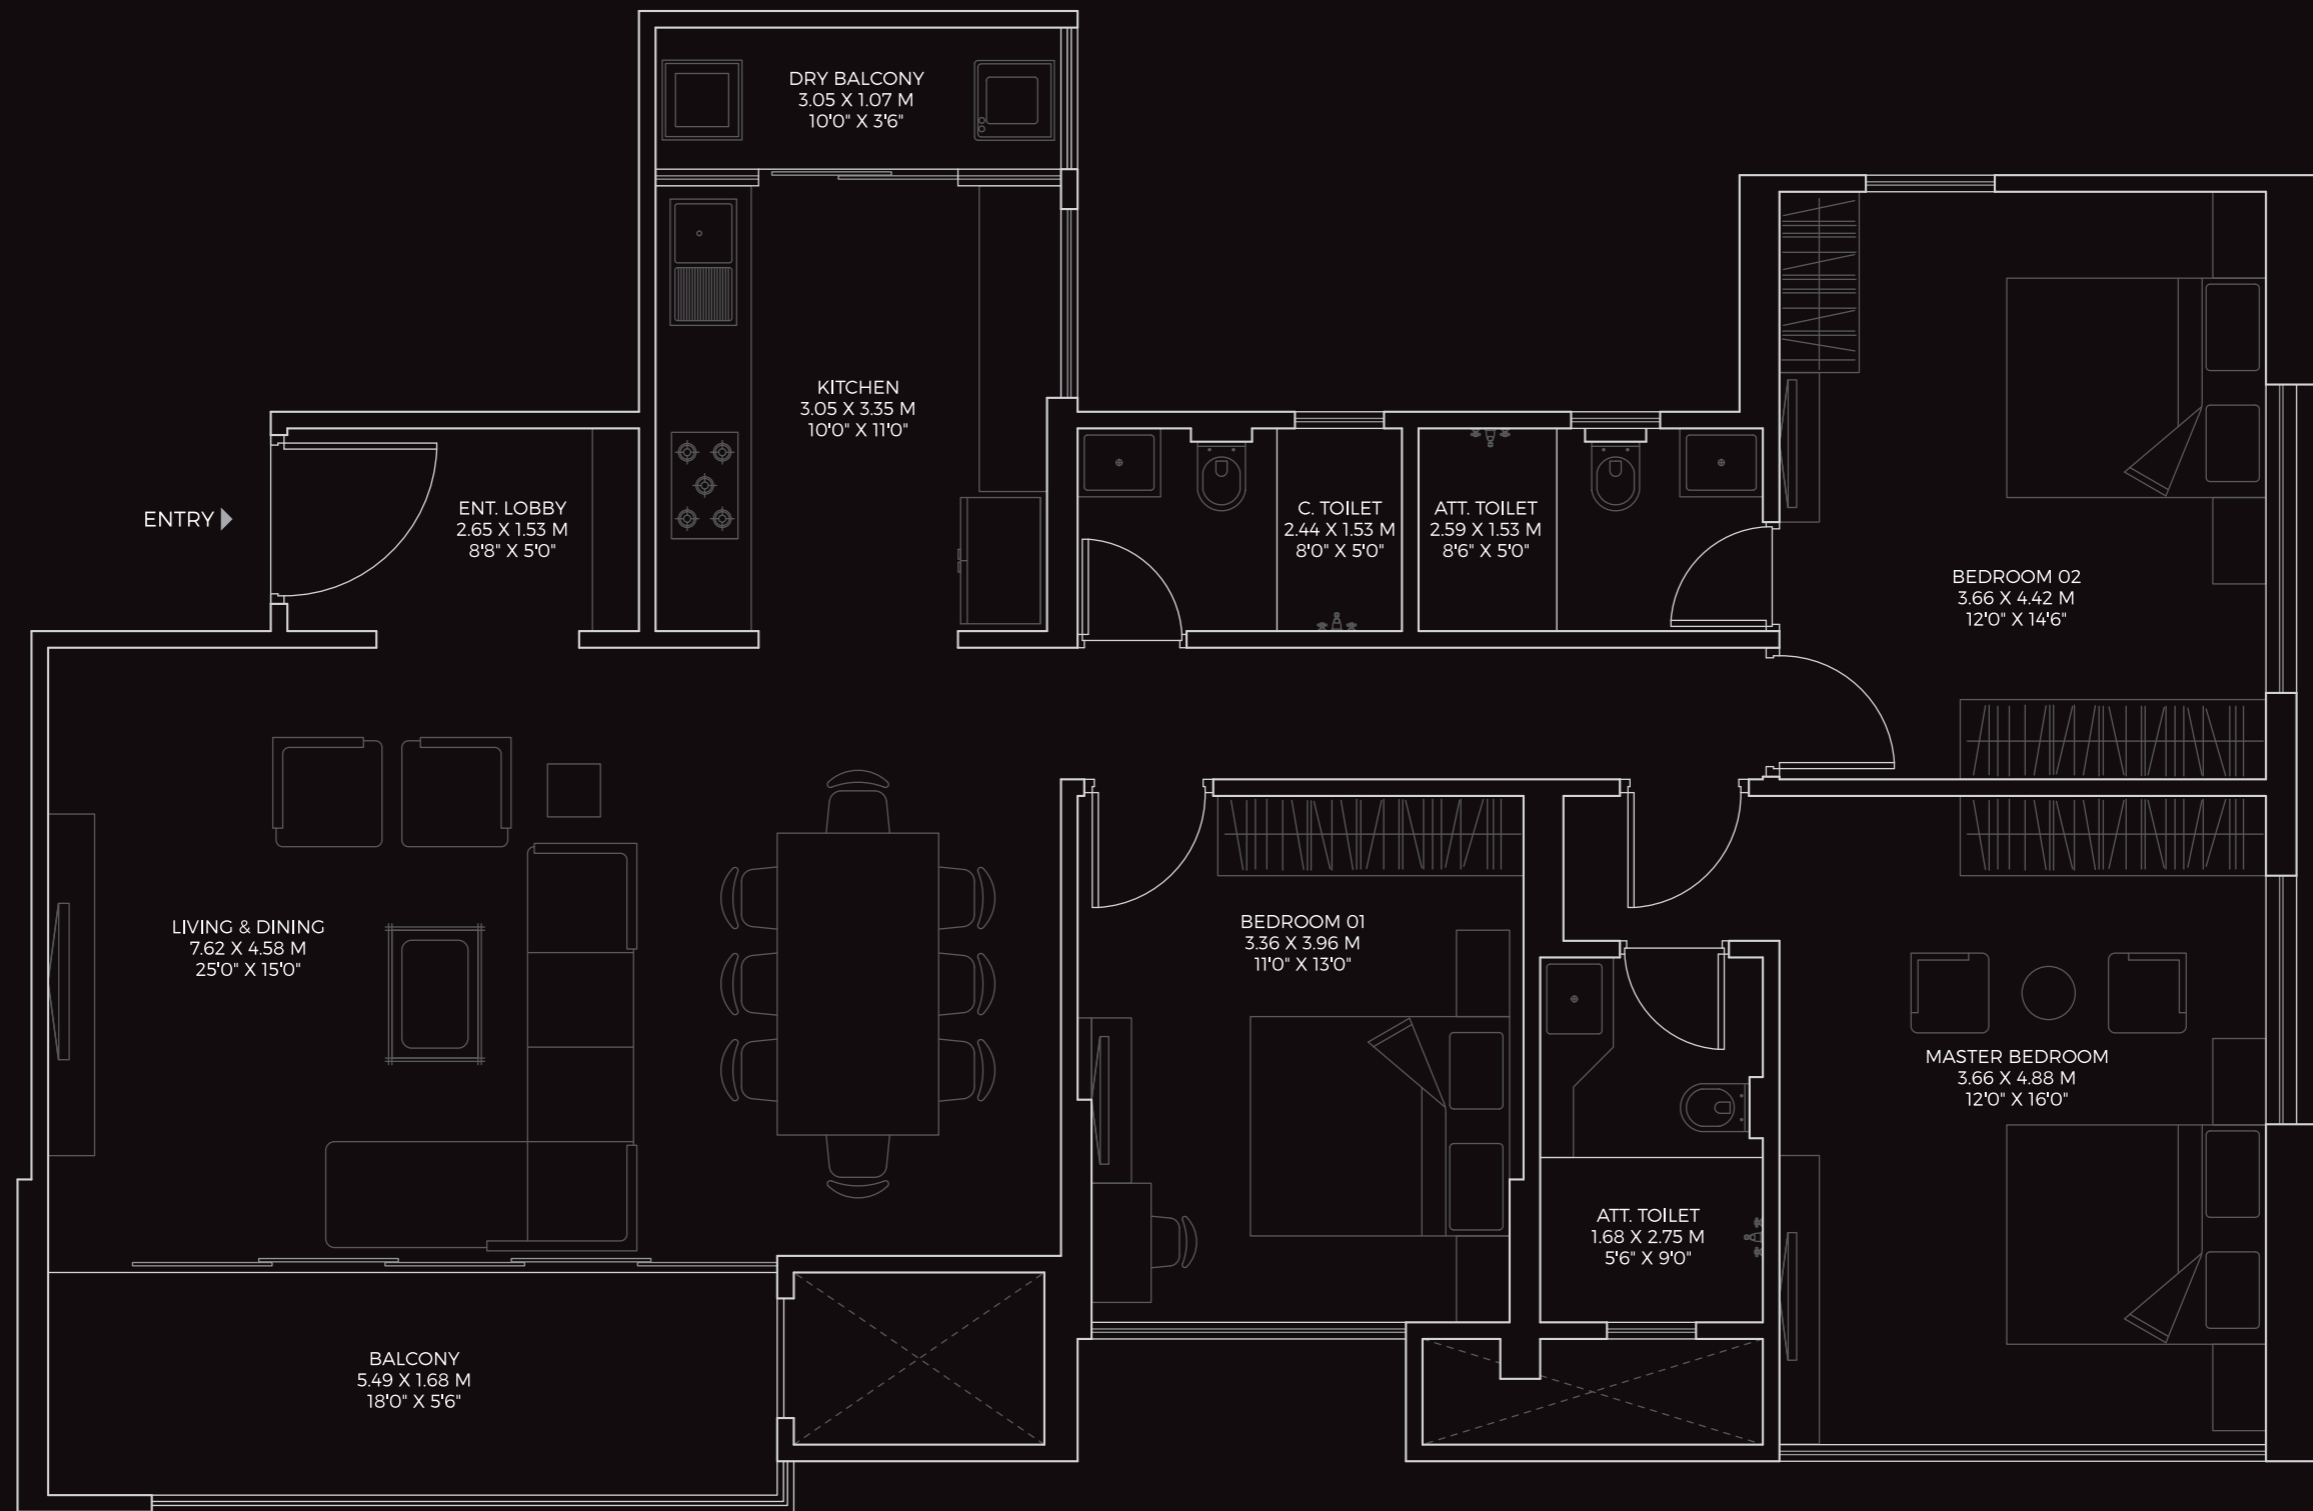 DRY BALCONY
3.05 X 1.07 M
10'0" X 3'6"
KITCHEN
3.05 X 3.35 M
10'0" X 11'0"
ENTRY
ENT. LOBBY
2.65 X 1.53 M
8'8" X 5'0"
C. TOILET
2.44 X 1.53 M
8'0" X 5'0"
ATT. TOILET
2.59 X 1.53 M
8'6" X 5'0"
BEDROOM 02
3.66 X 4.42 M
12'0" X 14'6"
LIVING & DINING
7.62 X 4.58 M
25'0" X 15'0"
BEDROOM 01
3.36 X 3.96 M
11'0" X 13'0"
MASTER BEDROOM
3.66 X 4.88 M
12'0" X 16'0"
ATT. TOILET
1.68 X 2.75 M
5'6" X 9'0"
BALCONY
5.49 X 1.68 M
18'0" X 5'6"